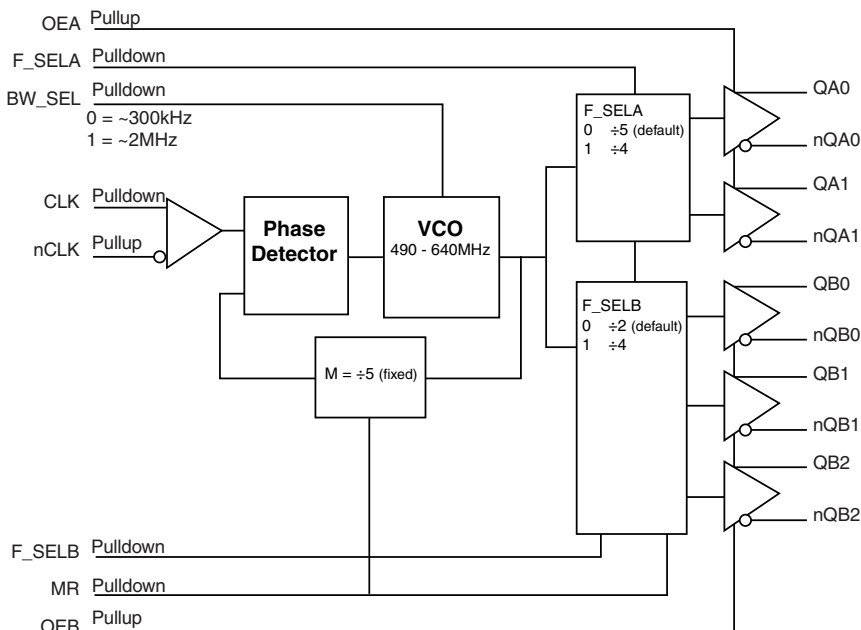 OEA Pullup
F_SELA Pulldown
BW_SEL Pulldown
0 = ~300kHz
1 = ~2MHz
CLK Pulldown
nCLK Pullup
Phase
Detector
VCO
490 - 640MHz
M = ÷5 (fixed)
F_SELA
0 ÷5 (default)
1 ÷4
F_SELB
0 ÷2 (default)
1 ÷4
QA0
nQA0
QA1
nQA1
QB0
nQB0
QB1
nQB1
QB2
nQB2
F_SELB Pulldown
MR Pulldown
OEB Pullup